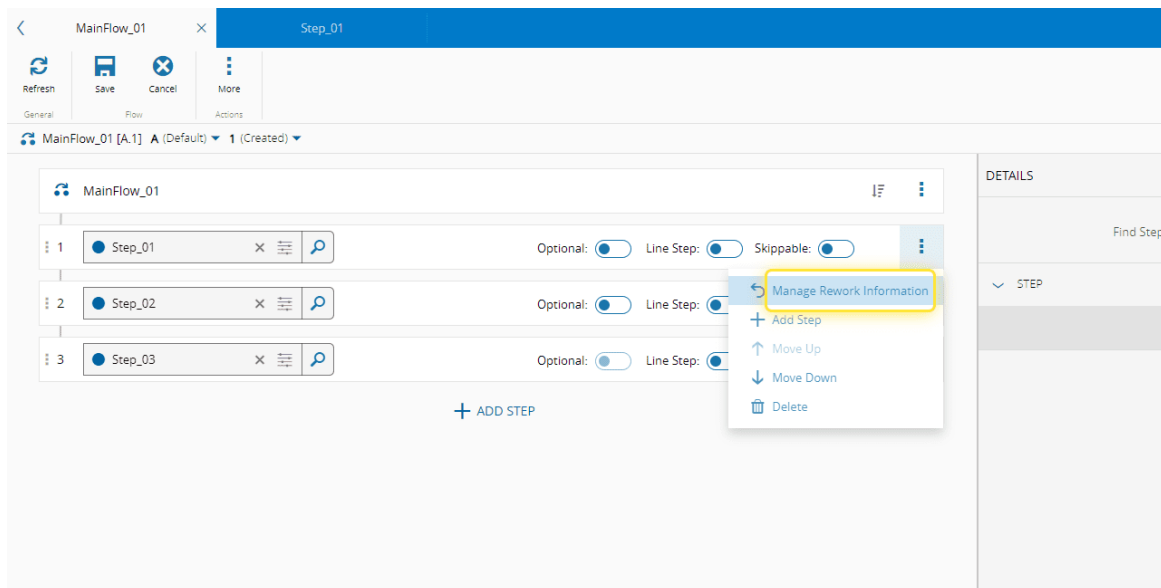 MainFlow_01
Step_01
Refresh
Save
Cancel
More
General
Flow
Actions
MainFlow_01 [A.1] A (Default) 1 (Created)
MainFlow_01
1 Step_01 Optional: Line Step: Skippable:
Manage Rework Information
2 Step_02 Optional: Line Step:
Add Step
Move Up
3 Step_03 Optional: Line Step:
Move Down
Delete
ADD STEP
DETAILS
Find Step
STEP